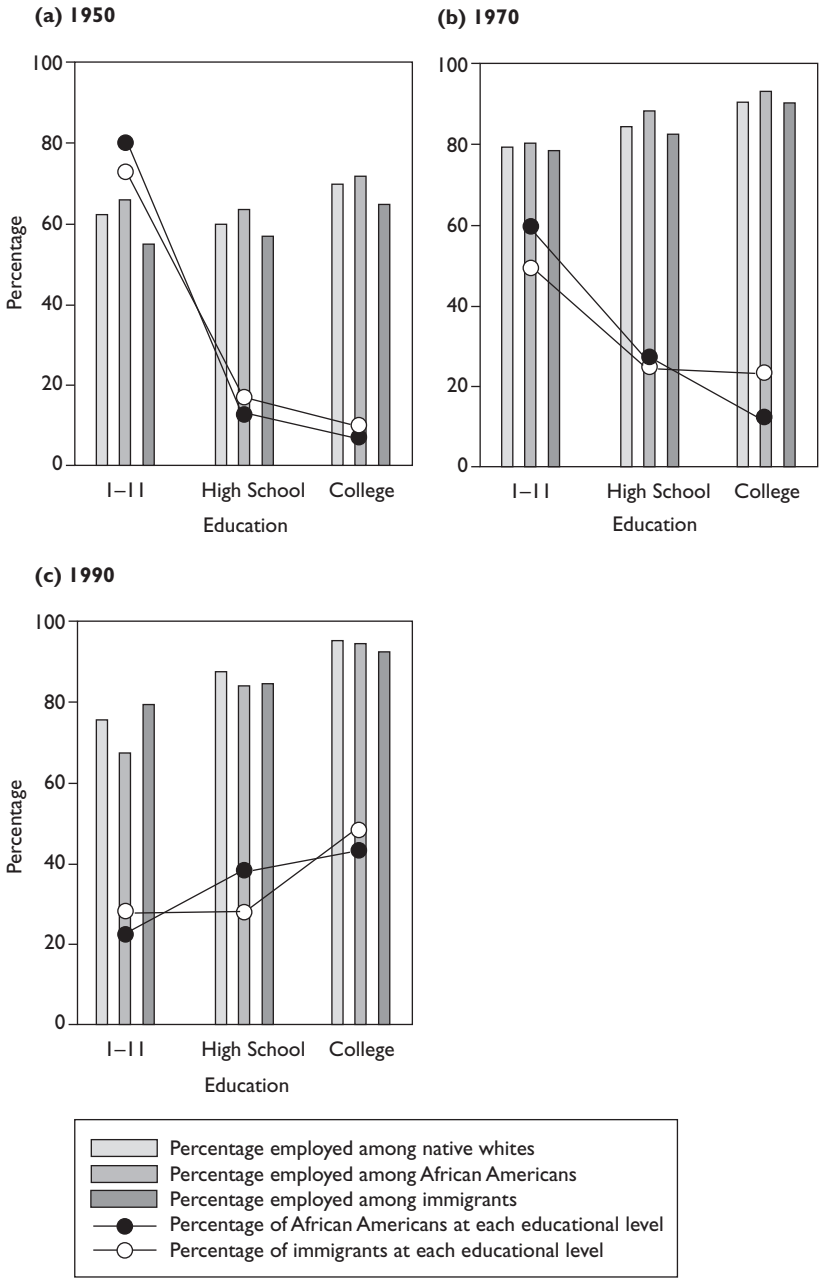 (a) 1950
100
80
60
40
20
0
Percentage
1–11 High School College
Education
(b) 1970
100
80
60
40
20
0
1–11 High School College
Education
(c) 1990
100
80
60
40
20
0
Percentage
1–11 High School College
Education
Percentage employed among native whites
Percentage employed among African Americans
Percentage employed among immigrants
Percentage of African Americans at each educational level
Percentage of immigrants at each educational level